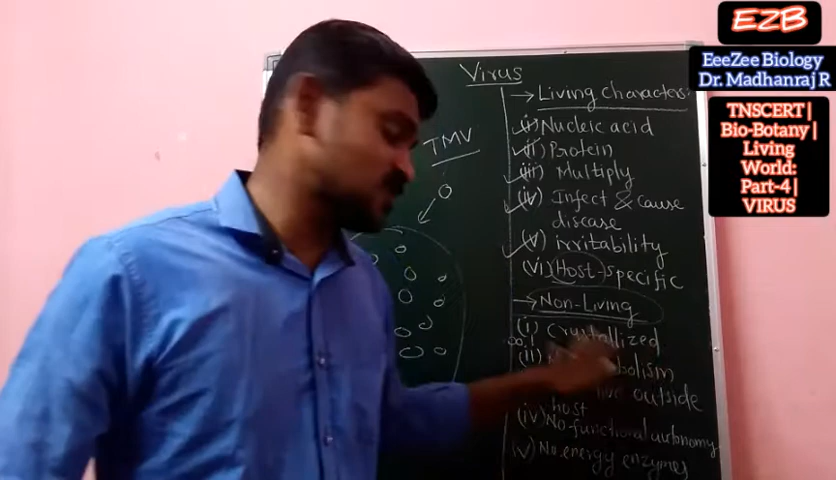 EZB
EeeZee Biology
Dr. Madhanraj R
TNSCERT|
Bio-Botany|
Living
World:
Part-4|
VIRUS
Virus
TMV
→ Living characters:
(i) Nucleic acid
(ii) Protein
(iii) Multiply
(iv) Infect & cause
disease
(v) irritability
(vi) Host-specific
→ Non-Living
(i) Crystallized
(ii)
outside
host
(iv) No-functional autonomy
(v) No energy enzymes